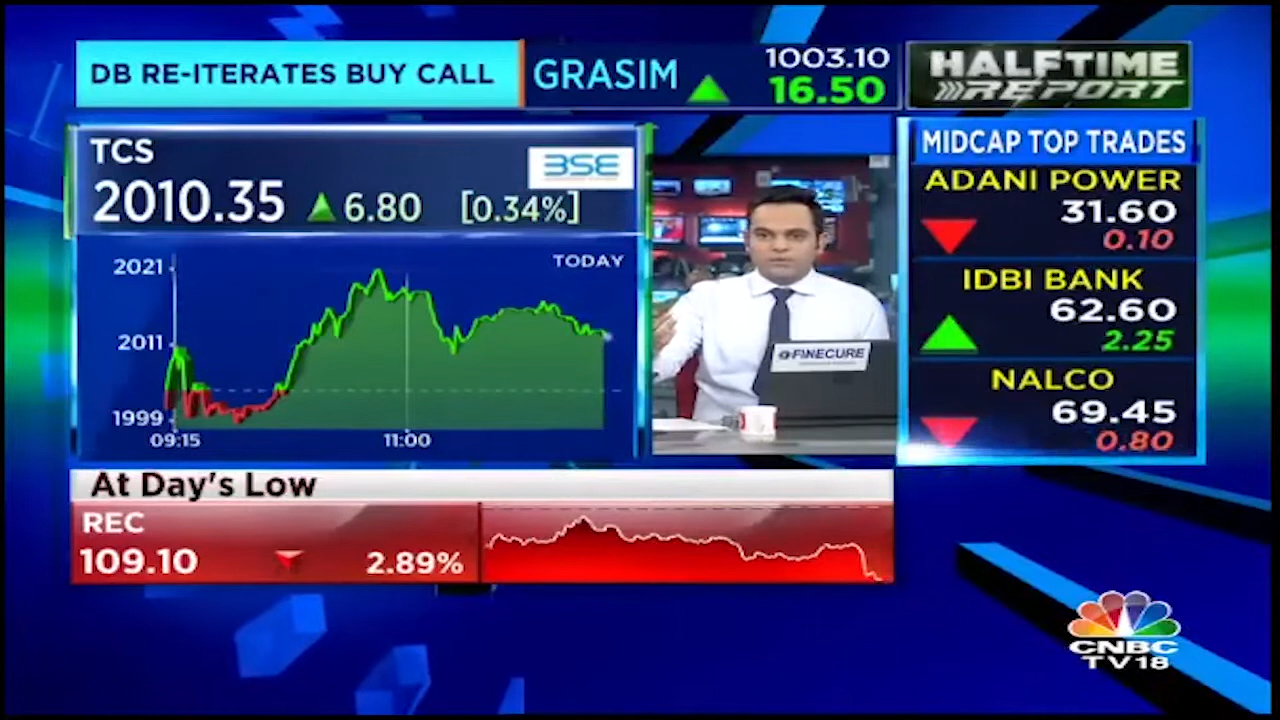 DB RE-ITERATES BUY CALL
GRASIM
1003.10
16.50
HALFTIME
REPORT
TCS
BSE
2010.35 6.80 [0.34%]
TODAY
2021
2011
1999
09:15 11:00
FINECURE
MIDCAP TOP TRADES
ADANI POWER
31.60
0.10
IDBI BANK
62.60
2.25
NALCO
69.45
0.80
At Day's Low
REC
109.10 2.89%
CNBC
TV18